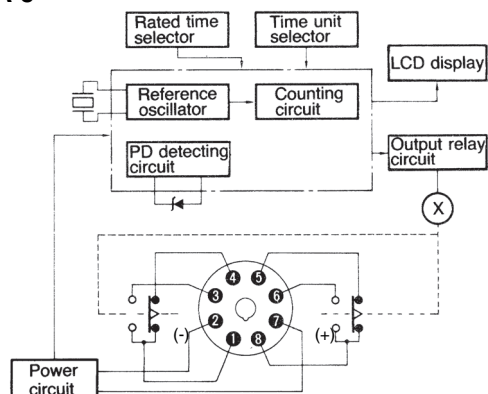 Rated time
selector
Time unit
selector
LCD display
Reference
oscillator
Counting
circuit
PD detecting
circuit
Output relay
circuit
X
4
5
3
6
2
7
1
8
(-)
(+)
Power
circuit